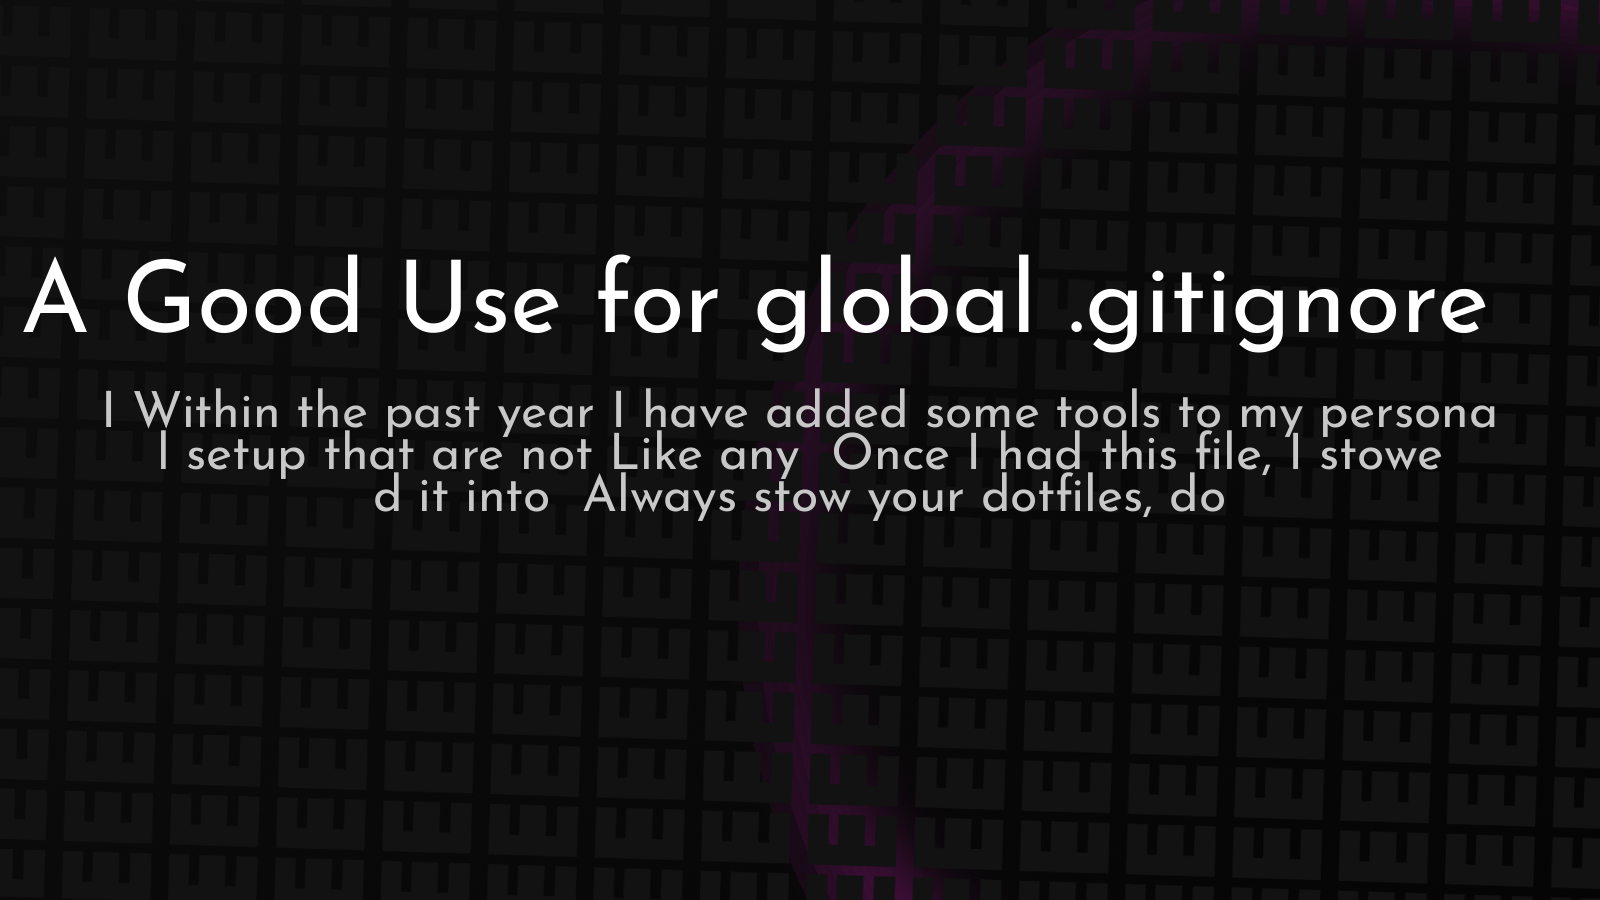 A Good Use for global .gitignore
I Within the past year I have added some tools to my persona
l setup that are not Like any  Once I had this file, I stowe
d it into  Always stow your dotfiles, do